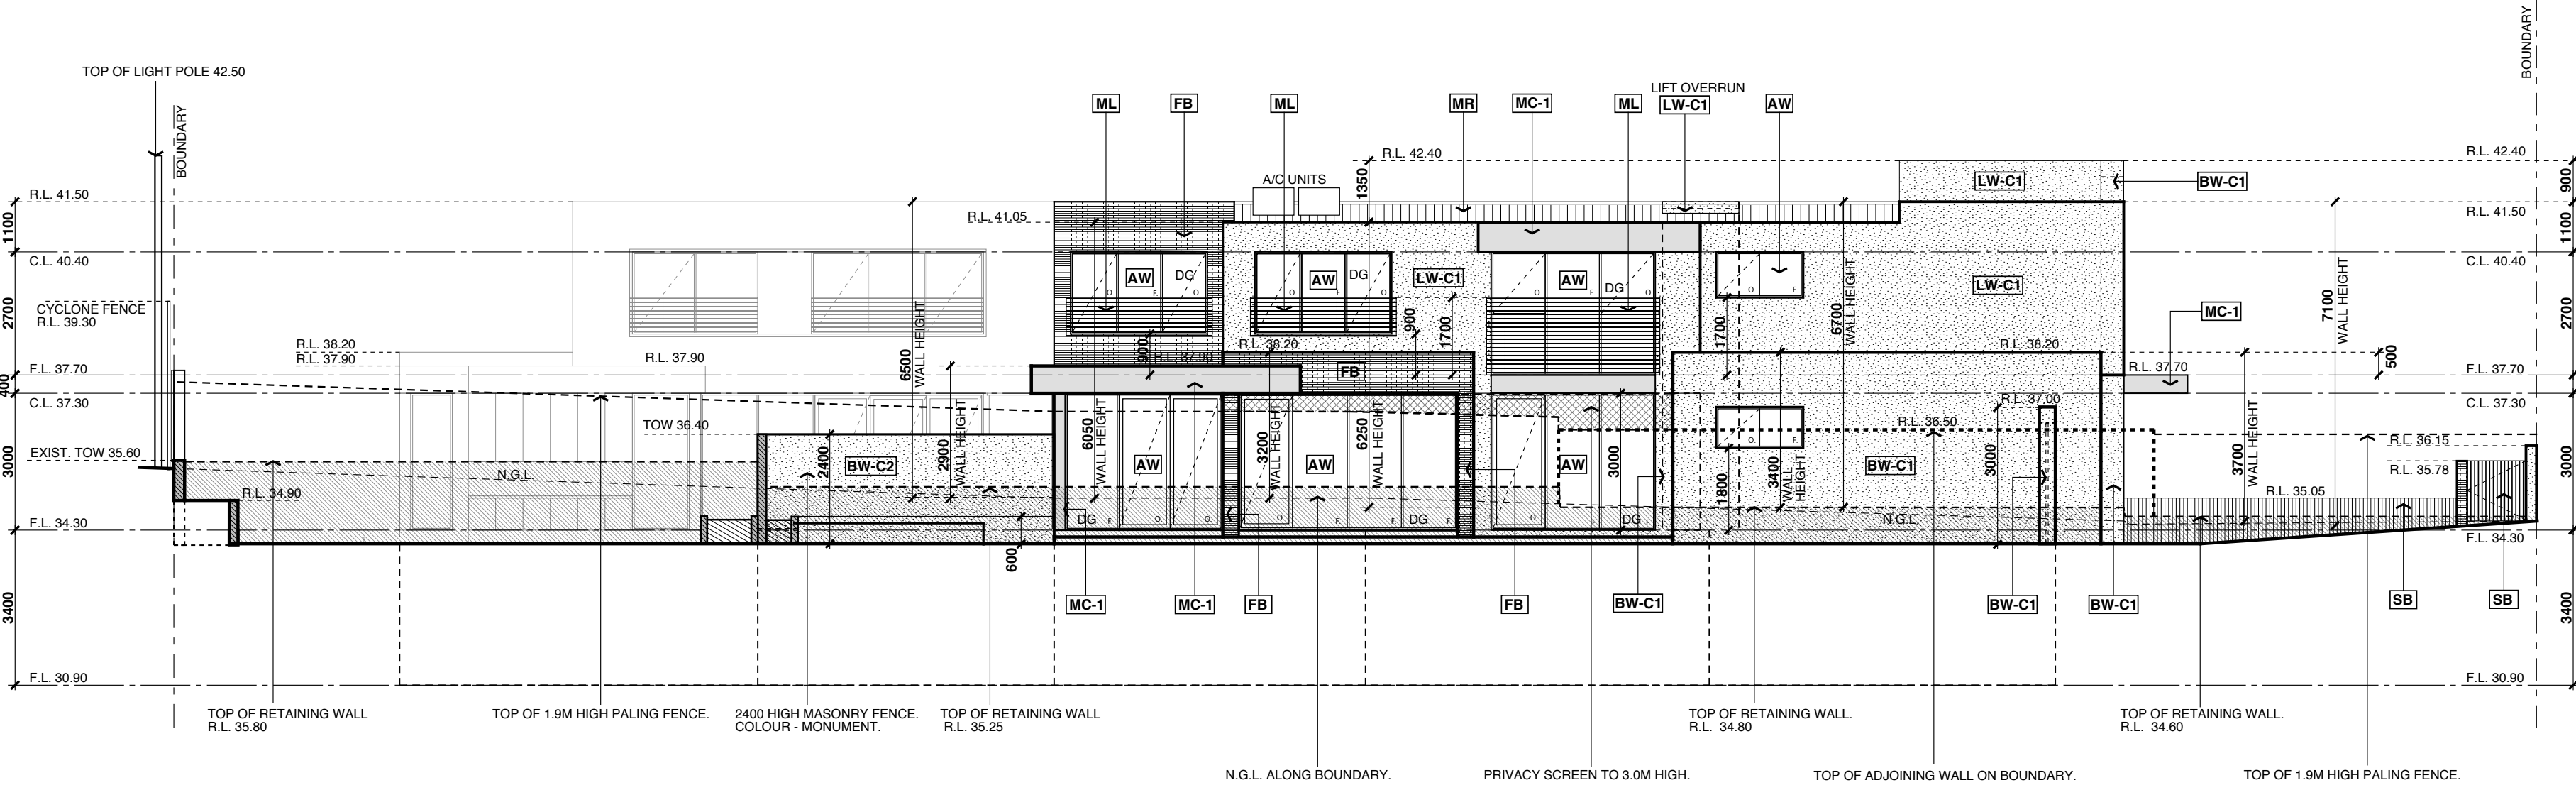 BOUNDARY
TOP OF LIGHT POLE 42.50
BOUNDARY
LIFT OVERRUN
ML
FB
ML
MR
MC-1
ML
LW-C1
AW
R.L. 42.40
R.L. 42.40
A/C UNITS
1350
LW-C1
BW-C1
900
R.L. 41.50
R.L. 41.05
R.L. 41.50
1100
1100
C.L. 40.40
C.L. 40.40
AW
DG
O.
F.
O.
AW
DG
O.
F.
O.
LW-C1
AW
DG
O.
F.
O.
O.
F.
LW-C1
2700
CYCLONE FENCE
R.L. 39.30
6500
WALL HEIGHT
900
900
1700
1700
6700
WALL HEIGHT
7100
WALL HEIGHT
MC-1
2700
R.L. 38.20
R.L. 37.90
R.L. 37.90
R.L. 37.90
R.L. 38.20
R.L. 38.20
500
F.L. 37.70
FB
R.L. 37.70
F.L. 37.70
C.L. 37.30
R.L. 37.00
C.L. 37.30
TOW 36.40
R.L. 36.50
R.L. 36.15
EXIST. TOW 35.60
3000
N.G.L.
2400
BW-C2
2900
WALL HEIGHT
6050
WALL HEIGHT
AW
3200
WALL HEIGHT
AW
6250
WALL HEIGHT
AW
3000
O.
F.
1800
3400
WALL
HEIGHT
BW-C1
3000
3700
WALL HEIGHT
R.L. 35.78
3000
R.L. 34.90
R.L. 35.05
F.L. 34.30
DG
F.
O.
O.
O.
F.
F.
DG
F.
O.
F.
DG
F.
N.G.L.
F.L. 34.30
600
3400
MC-1
MC-1
FB
FB
BW-C1
BW-C1
BW-C1
SB
SB
3400
F.L. 30.90
F.L. 30.90
TOP OF RETAINING WALL
R.L. 35.80
TOP OF 1.9M HIGH PALING FENCE.
2400 HIGH MASONRY FENCE.
COLOUR - MONUMENT.
TOP OF RETAINING WALL
R.L. 35.25
TOP OF RETAINING WALL.
R.L. 34.80
TOP OF RETAINING WALL.
R.L. 34.60
N.G.L. ALONG BOUNDARY.
PRIVACY SCREEN TO 3.0M HIGH.
TOP OF ADJOINING WALL ON BOUNDARY.
TOP OF 1.9M HIGH PALING FENCE.